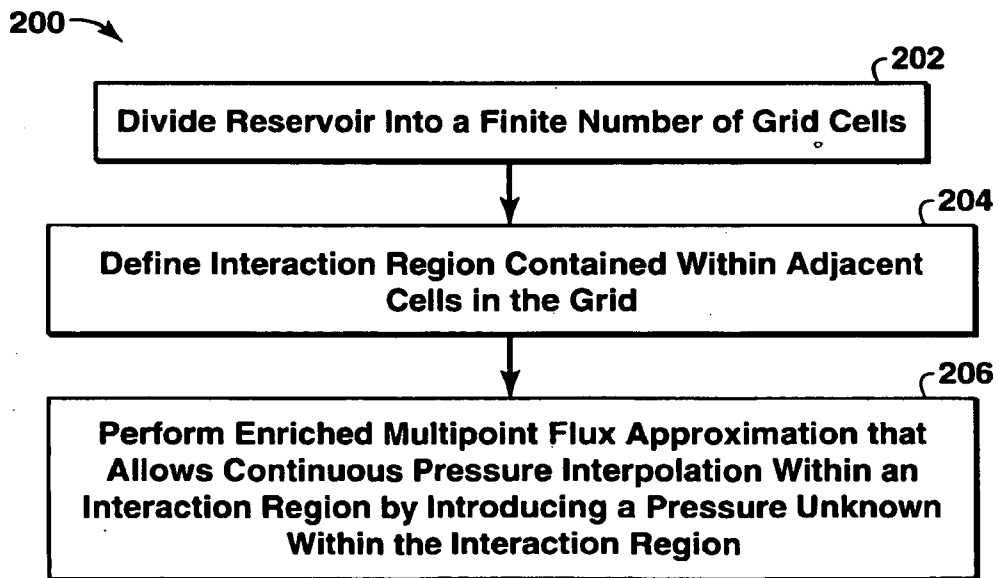 200
202
Divide Reservoir Into a Finite Number of Grid Cells
204
Define Interaction Region Contained Within Adjacent
Cells in the Grid
206
Perform Enriched Multipoint Flux Approximation that
Allows Continuous Pressure Interpolation Within an
Interaction Region by Introducing a Pressure Unknown
Within the Interaction Region